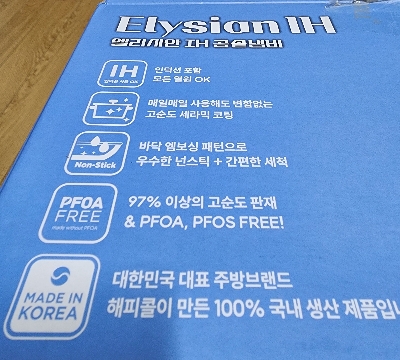 Elysian IH
엘리시안 IH 곰솥냄비
IH
인덕션 포함
모든 열원 OK
매일매일 사용해도 변함없는
고순도 세라믹 코팅
Non-Stick
바닥 엠보싱 패턴으로
우수한 넌스틱 + 간편한 세척
PFOA
FREE
made without PFOA
97% 이상의 고순도 판재
& PFOA, PFOS FREE!
MADE IN
KOREA
대한민국 대표 주방브랜드
해피콜이 만든 100% 국내 생산 제품입니